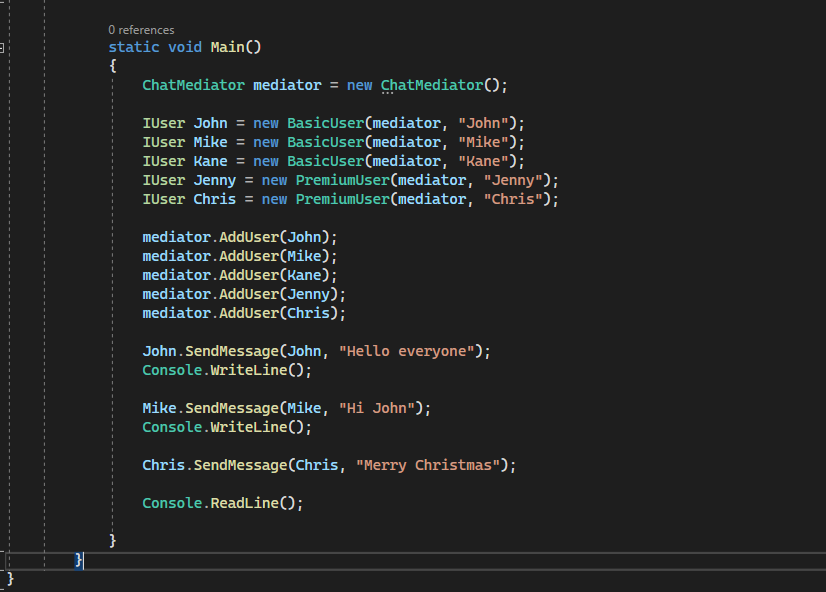 0 references
static void Main()
{
ChatMediator mediator = new ChatMediator();
IUser John = new BasicUser(mediator, "John");
IUser Mike = new BasicUser(mediator, "Mike");
IUser Kane = new BasicUser(mediator, "Kane");
IUser Jenny = new PremiumUser(mediator, "Jenny");
IUser Chris = new PremiumUser(mediator, "Chris");
mediator.AddUser(John);
mediator.AddUser(Mike);
mediator.AddUser(Kane);
mediator.AddUser(Jenny);
mediator.AddUser(Chris);
John.SendMessage(John, "Hello everyone");
Console.WriteLine();
Mike.SendMessage(Mike, "Hi John");
Console.WriteLine();
Chris.SendMessage(Chris, "Merry Christmas");
Console.ReadLine();
}
}
}